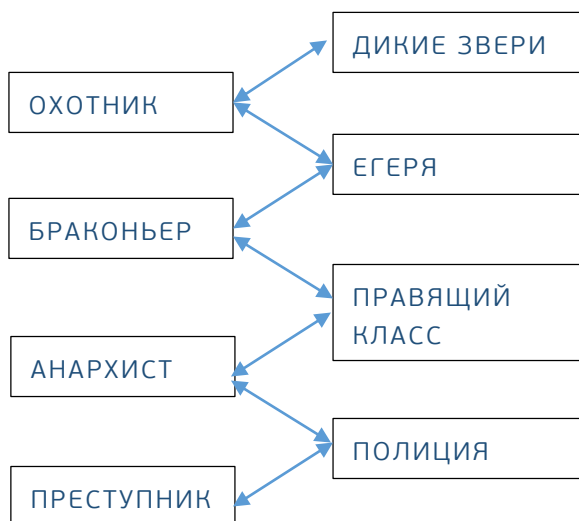 ДИКИЕ ЗВЕРИ
ОХОТНИК
ЕГЕРЯ
БРАКОНЬЕР
ПРАВЯЩИЙ
КЛАСС
АНАРХИСТ
ПОЛИЦИЯ
ПРЕСТУПНИК